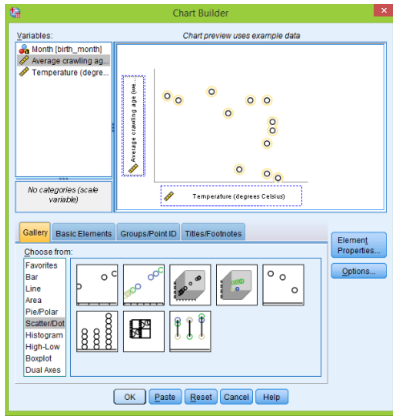 Chart Builder
Variables:
Chart preview uses example data
Month [birth_month]
Average crawling ag...
Temperature (degre...
Average crawling age (we...
Temperature (degrees Celsius)
No categories (scale
variable)
Gallery Basic Elements Groups/Point ID Titles/Footnotes
Element
Properties...
Options...
Choose from:
Favorites
Bar
Line
Area
Pie/Polar
Scatter/Dot
Histogram
High-Low
Boxplot
Dual Axes
OK Paste Reset Cancel Help